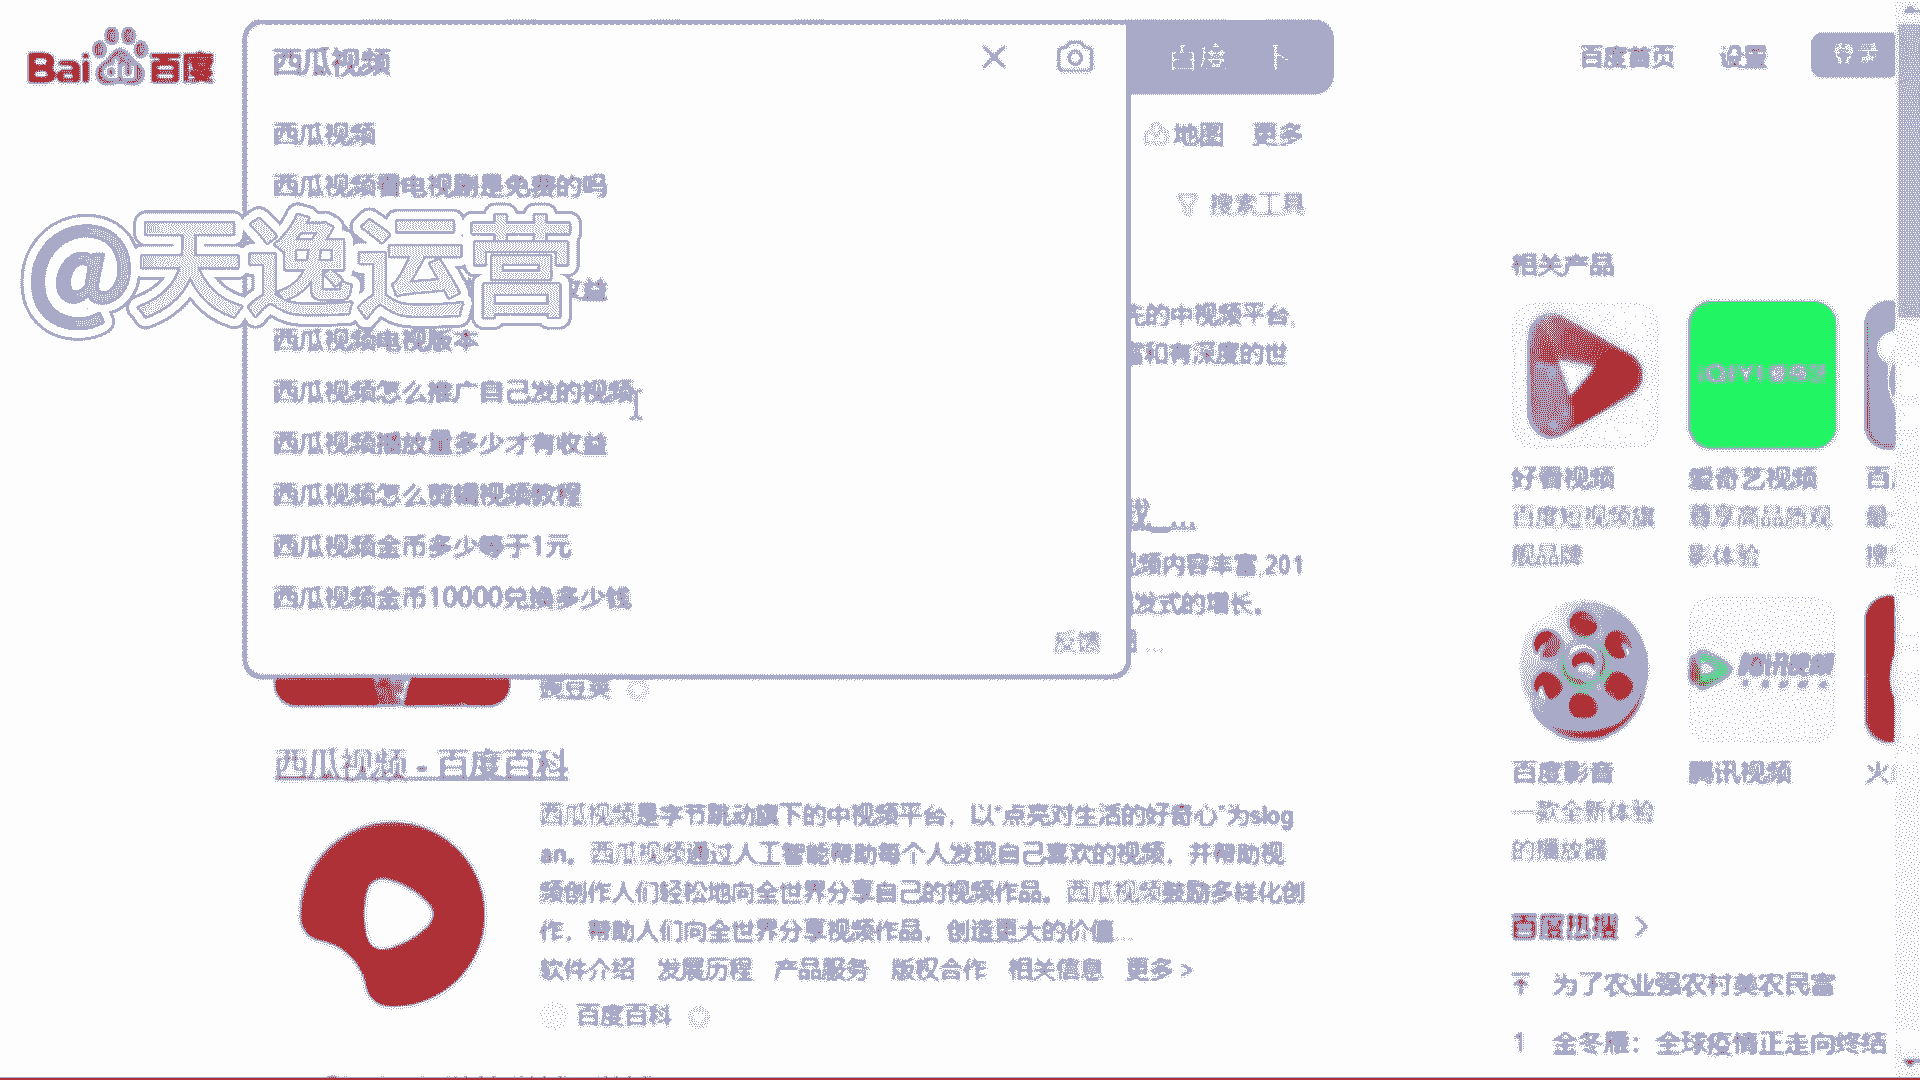 Bai du 百度
西瓜视频
百度一下
百度首页
设置
登录
西瓜视频
西瓜视频看电视剧是免费的吗
收益
西瓜视频电视版本
西瓜视频怎么推广自己发的视频
西瓜视频播放量多少才有收益
西瓜视频怎么剪辑视频教程
西瓜视频金币多少等于1元
西瓜视频金币10000兑换多少钱
反馈
@天逸运营
地图 更多
搜索工具
先的中视频平台,
富和有深度的世
视频内容丰富,201
发式的增长。
...
豌豆荚
西瓜视频 - 百度百科
西瓜视频是字节跳动旗下的中视频平台，以"点亮对生活的好奇心"为slog
an。西瓜视频通过人工智能帮助每个人发现自己喜欢的视频，并帮助视
频创作人们轻松地向全世界分享自己的视频作品。西瓜视频鼓励多样化创
作，帮助人们向全世界分享视频作品，创造更大的价值...
软件介绍 发展历程 产品服务 版权合作 相关信息 更多 >
百度百科
相关产品
好看视频
百度短视频旗
舰品牌
爱奇艺视频
尊享高品质观
影体验
百度影音
一款全新体验
的播放器
腾讯视频
腾讯视频
火
百度热搜 >
为了农业强农村美农民富
1 金冬雁：全球疫情正走向终结